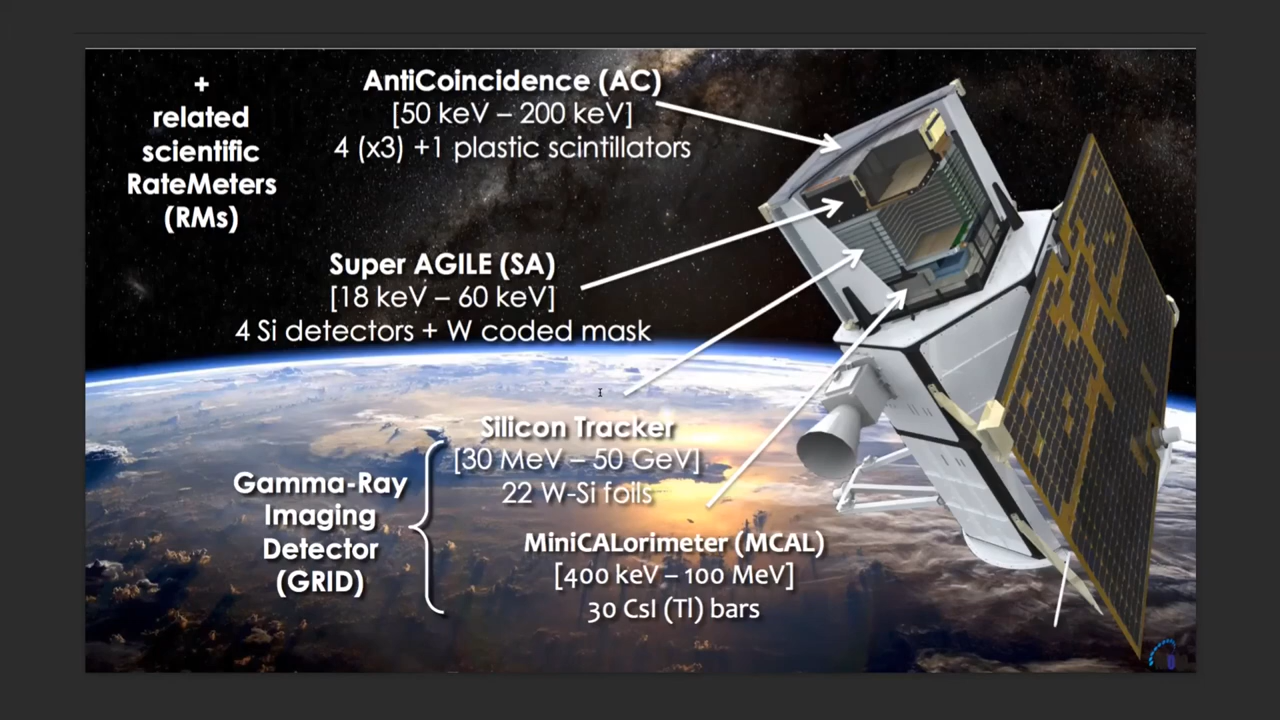 +
related
scientific
RateMeters
(RMs)
AntiCoincidence (AC)
[50 keV – 200 keV]
4 (x3) +1 plastic scintillators
Super AGILE (SA)
[18 keV – 60 keV]
4 Si detectors + W coded mask
Silicon Tracker
[30 MeV – 50 GeV]
22 W-Si foils
Gamma-Ray
Imaging
Detector
(GRID)
MiniCALorimeter (MCAL)
[400 keV – 100 MeV]
30 CsI (Tl) bars